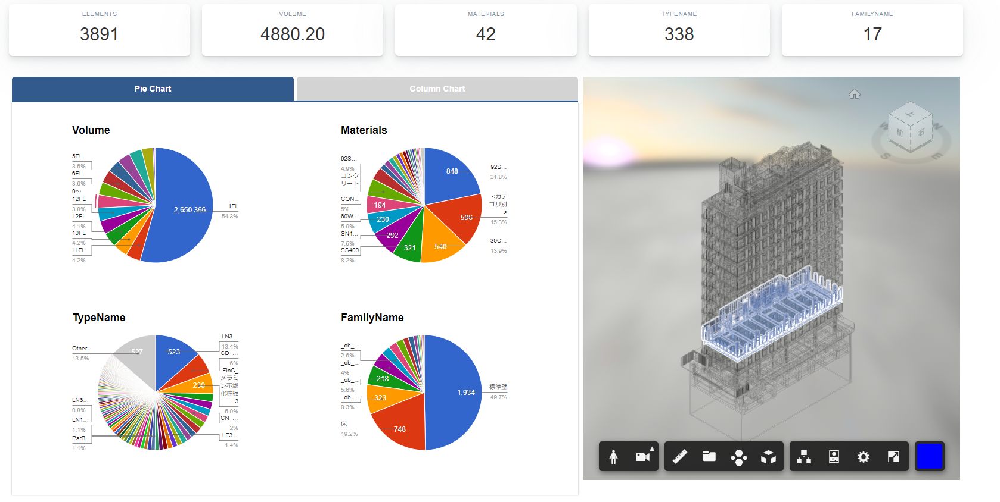 ELEMENTS
3891
VOLUME
4880.20
MATERIALS
42
TYPENAME
338
FAMILYNAME
17
Pie Chart
Column Chart
Volume
5FL
3.6%
6FL
3.6%
9～
12FL
3.8%
12FL
4.1%
10FL
4.2%
11FL
4.2%
2,650.366
1FL
54.3%
Materials
92S...
4.9%
コンク
リート
-
CON...
5%
60W...
5.9%
SN4...
7.5%
SS400
8.2%
848
596
540
321
292
230
194
92S...
21.8%
<カテ
ゴリ別
>
15.3%
30C...
13.9%
TypeName
Other
13.5%
LN6...
0.8%
LN1...
1.1%
ParB...
1.1%
527
523
230
LN3...
13.4%
CD_...
6%
FinC_
メラミ
ン不燃
化粧板
_3
5.9%
CN_...
2%
LF3...
1.4%
FamilyName
_ob_...
2.6%
_ob_...
4%
_ob_...
5.6%
_ob_...
8.3%
床
19.2%
218
323
748
1,934
標準壁
49.7%
上
前
右
W
N
S
E